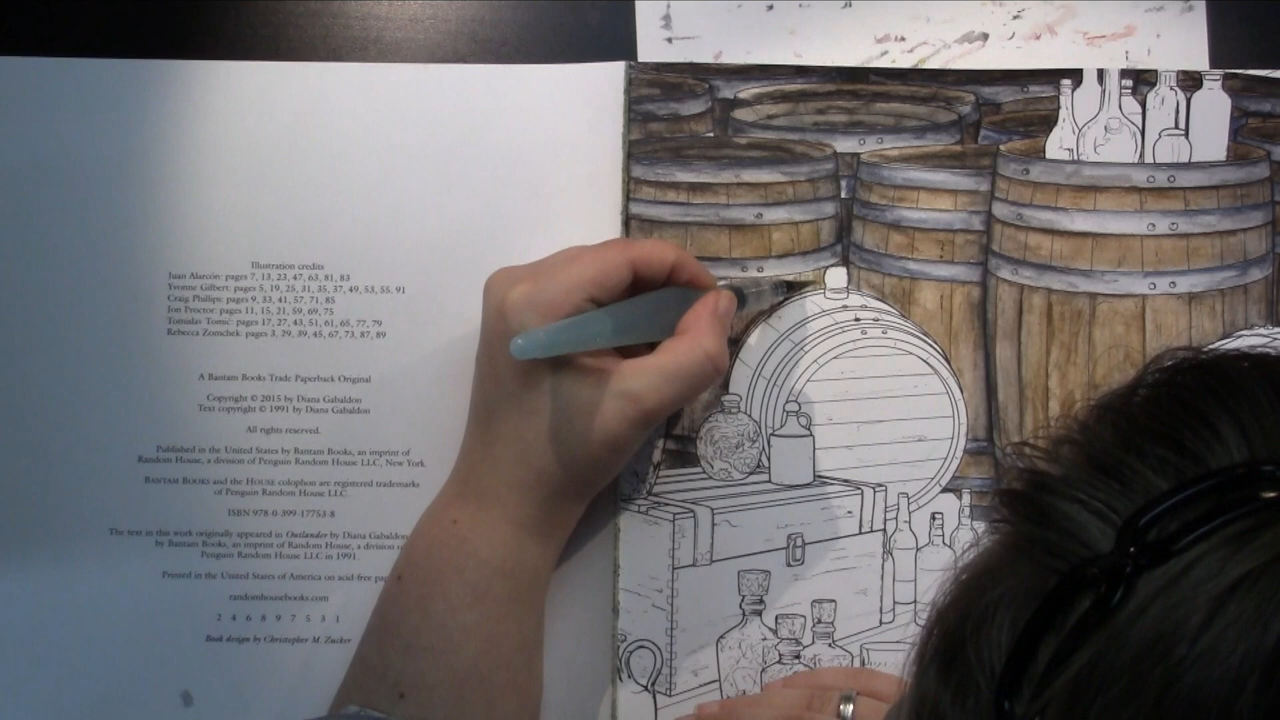 Illustration credits
Juan Alarcón: pages 7, 13, 23, 47, 63, 81, 83
Yvonne Gilbert: pages 5, 19, 25, 31, 35, 37, 49, 53, 55, 91
Craig Phillips: pages 9, 33, 41, 57, 71, 85
Jon Proctor: pages 11, 15, 21, 59, 69, 75
Tomislav Tomić: pages 17, 27, 43, 51, 61, 65, 77, 79
Rebecca Zomchek: pages 3, 29, 39, 45, 67, 73, 87, 89
A Bantam Books Trade Paperback Original
Copyright © 2015 by Diana Gabaldon
Text copyright © 1991 by Diana Gabaldon
All rights reserved.
Published in the United States by Bantam Books, an imprint of
Random House, a division of Penguin Random House LLC, New York.
BANTAM BOOKS and the HOUSE colophon are registered trademarks
of Penguin Random House LLC
ISBN 978-0-399-17753-8
The text in this work originally appeared in Outlander by Diana Gabaldon
by Bantam Books, an imprint of Random House, a division of
Penguin Random House LLC in 1991.
Printed in the United States of America on acid-free
randomhousebooks.com
2 4 6 8 9 7 5 3 1
Book design by Christopher M. Zucker